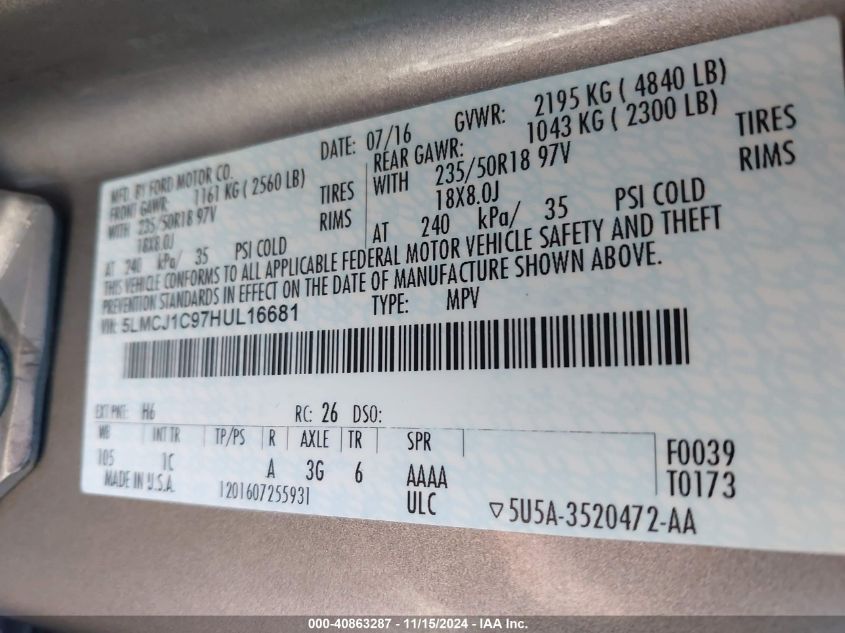 MFD. BY FORD MOTOR CO. DATE: 07/16 GVWR: 2195 KG ( 4840 LB)
FRONT GAWR: 1161 KG ( 2560 LB) REAR GAWR: 1043 KG ( 2300 LB)
WITH 235/50R18 97V TIRES WITH 235/50R18 97V TIRES
18X8.0J RIMS 18X8.0J RIMS
AT 240 kPa/ 35 PSI COLD AT 240 kPa/ 35 PSI COLD
THIS VEHICLE CONFORMS TO ALL APPLICABLE FEDERAL MOTOR VEHICLE SAFETY AND THEFT
PREVENTION STANDARDS IN EFFECT ON THE DATE OF MANUFACTURE SHOWN ABOVE.
VIN: 5LMCJ1C97HUL16681 TYPE: MPV
EXT PNT: H6 RC: 26 DSO:
WB INT TR TP/PS R AXLE TR SPR
105 1C A 3G 6 AAAA
F0039
T0173
MADE IN U.S.A. 1201607255931 ULC
▽5U5A-3520472-AA
000-40863287 - 11/15/2024 - IAA Inc.